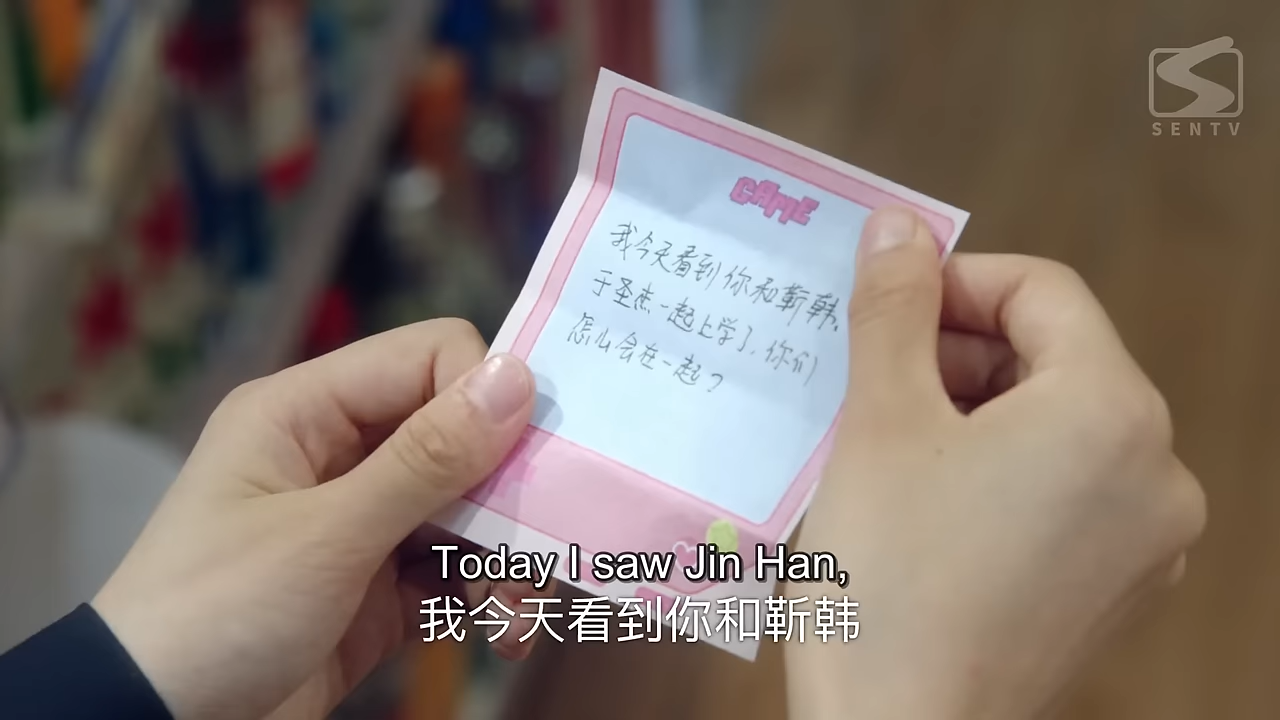 SENTV
GAME
我今天看到你和靳韩、
于圣杰一起上学了，你们
怎么会在一起？
Today I saw Jin Han,
我今天看到你和靳韩